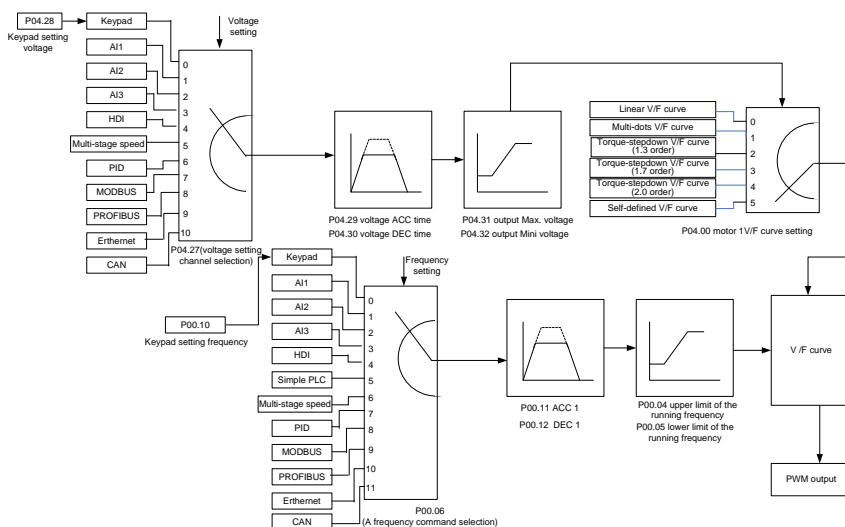 P04.28
Keypad setting
voltage
Keypad
AI1
AI2
AI3
HDI
Multi-stage speed
PID
MODBUS
PROFIBUS
Erthernet
CAN
0
1
2
3
4
5
6
7
8
9
10
Voltage
setting
P04.27(voltage setting
channel selection)
P04.29 voltage ACC time
P04.30 voltage DEC time
P04.31 output Max. voltage
P04.32 output Mini voltage
Linear V/F curve
Multi-dots V/F curve
Torque-stepdown V/F curve
(1.3 order)
Torque-stepdown V/F curve
(1.7 order)
Torque-stepdown V/F curve
(2.0 order)
Self-defined V/F curve
0
1
2
3
4
5
P04.00 motor 1V/F curve setting
P00.10
Keypad setting frequency
Keypad
AI1
AI2
AI3
HDI
Simple PLC
Multi-stage speed
PID
MODBUS
PROFIBUS
Erthernet
CAN
0
1
2
3
4
5
6
7
8
9
10
11
Frequency
setting
P00.06
(A frequency command selection)
P00.11 ACC 1
P00.12 DEC 1
P00.04 upper limit of the
running frequency
P00.05 lower limit of the
running frequency
V /F curve
PWM output